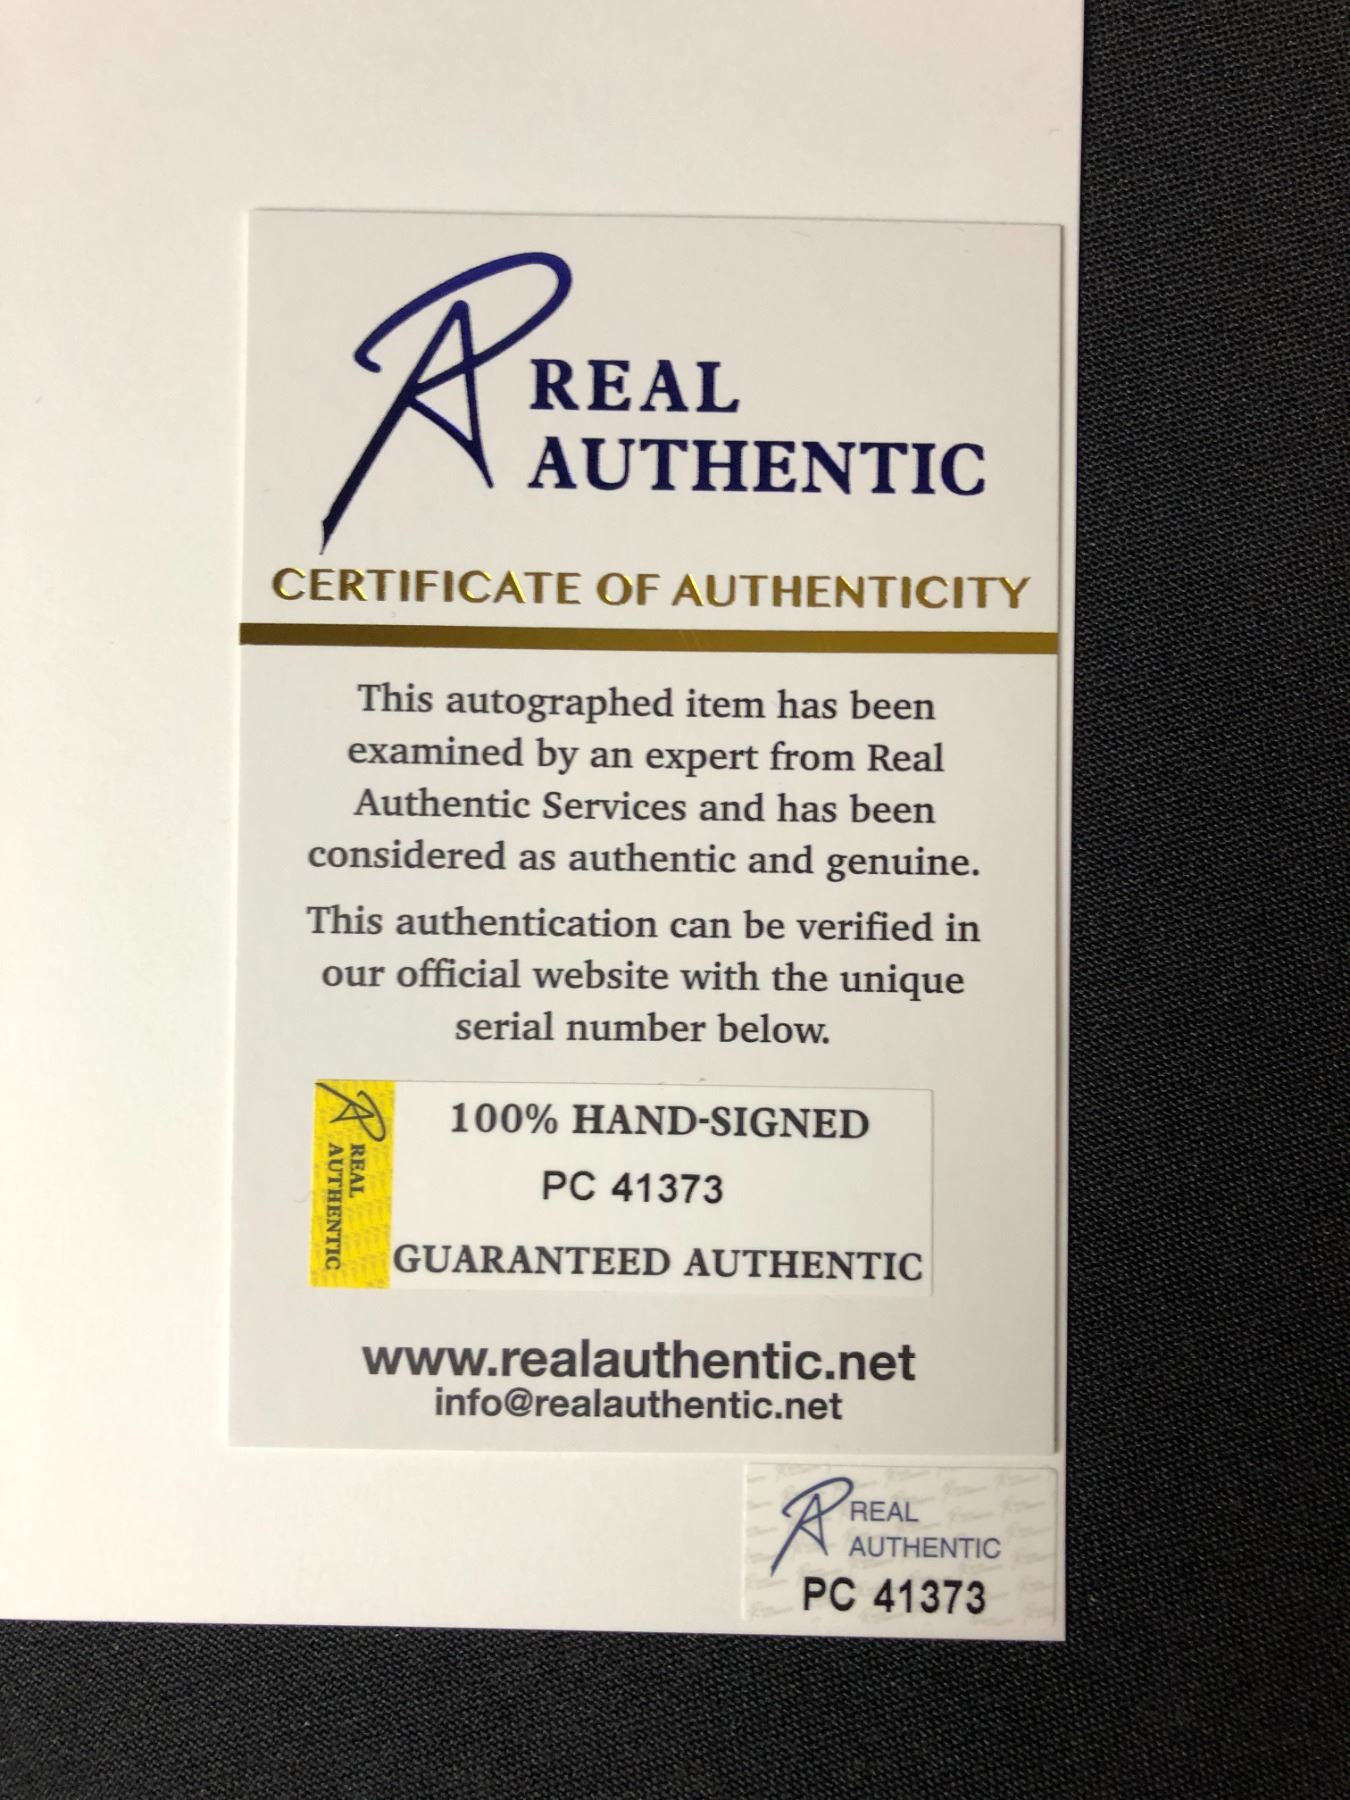 REAL
AUTHENTIC
CERTIFICATE OF AUTHENTICITY
This autographed item has been
examined by an expert from Real
Authentic Services and has been
considered as authentic and genuine.
This authentication can be verified in
our official website with the unique
serial number below.
REAL
AUTHENTIC
100% HAND-SIGNED
PC 41373
GUARANTEED AUTHENTIC
www.realauthentic.net
info@realauthentic.net
REAL
AUTHENTIC
PC 41373